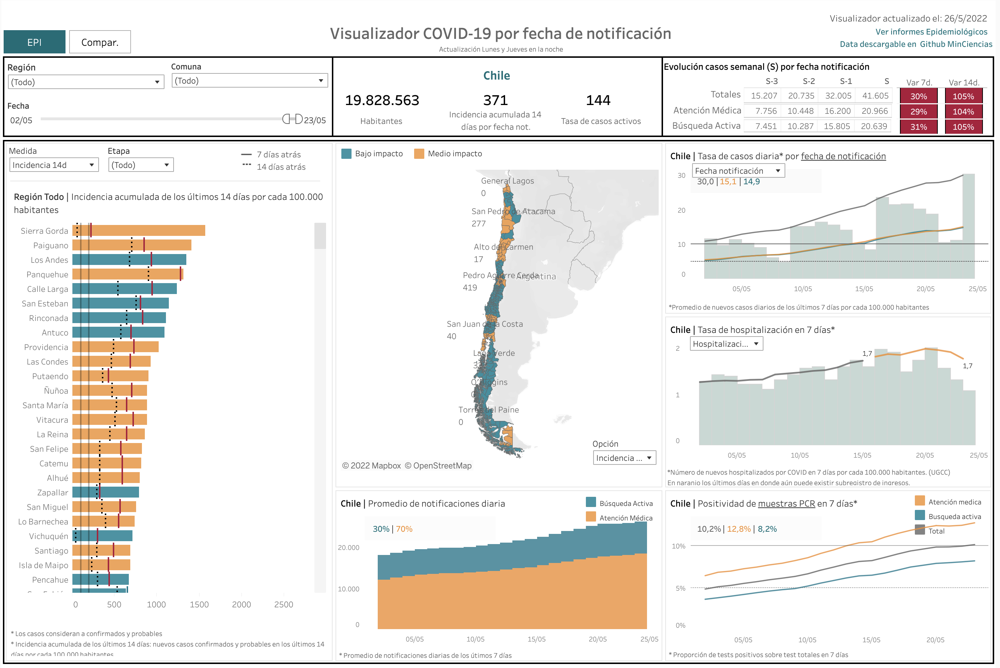 Visualizador actualizado el: 26/5/2022
Ver informes Epidemiológicos
Data descargable en Github MinCiencias
EPI
Compar.
Visualizador COVID-19 por fecha de notificación
Actualización Lunes y Jueves en la noche
Región
(Todo)
Comuna
(Todo)
Fecha
02/05
23/05
Chile
19.828.563
Habitantes
371
Incidencia acumulada 14
días por fecha not.
144
Tasa de casos activos
Evolución casos semanal (S) por fecha notificación
S-3 S-2 S-1 S Var 7d. Var 14d.
Totales 15.207 20.735 32.005 41.605 30% 105%
Atención Médica 7.756 10.448 16.200 20.966 29% 104%
Búsqueda Activa 7.451 10.287 15.805 20.639 31% 105%
Medida
Incidencia 14d
Etapa
(Todo)
7 días atrás
14 días atrás
Región Todo | Incidencia acumulada de los últimos 14 días por cada 100.000
habitantes
Sierra Gorda
Paiguano
Los Andes
Panquehue
Calle Larga
San Esteban
Rinconada
Antuco
Providencia
Las Condes
Putaendo
Ñuñoa
Santa María
Vitacura
La Reina
San Felipe
Catemu
Alhué
Zapallar
San Miguel
Lo Barnechea
Vichuquén
Santiago
Isla de Maipo
Pencahue
0 500 1000 1500 2000 2500
* Los casos consideran a confirmados y probables
* Incidencia acumulada de los últimos 14 días: nuevos casos confirmados y probables en los últimos 14
días por cada 100.000 habitantes
Bajo impacto
Medio impacto
General Lagos
0
San Pedro de Atacama
277
Alto del Carmen
17
Pedro Aguirre Cerda
Argentina
419
San Juan de la Costa
40
Lago Verde
O'Higgins
Torres del Paine
0
Opción
Incidencia ...
© 2022 Mapbox © OpenStreetMap
Chile | Promedio de notificaciones diaria
Búsqueda Activa
Atención Médica
30% | 70%
20.000
10.000
0
05/05 10/05 15/05 20/05 25/05
* Promedio de notificaciones diarias de los útimos 7 días
Chile | Tasa de casos diaria* por fecha de notificación
Fecha notificación
30,0 | 15,1 | 14,9
30
20
10
0
05/05 10/05 15/05 20/05 25/05
*Promedio de nuevos casos diarios de los últimos 7 días por cada 100.000 habitantes
Chile | Tasa de hospitalización en 7 días*
Hospitalizaci...
2
1
0
1,7
1,7
05/05 10/05 15/05 20/05 25/05
*Número de nuevos hospitalizados por COVID en 7 días por cada 100.000 habitantes. (UGCC)
En naranjo los últimos días en donde aún puede existir subregistro de ingresos.
Chile | Positividad de muestras PCR en 7 días*
Atención medica
Busqueda activa
Total
10,2% | 12,8% | 8,2%
10%
5%
0%
05/05 10/05 15/05 20/05
* Proporción de tests positivos sobre test totales en 7 días